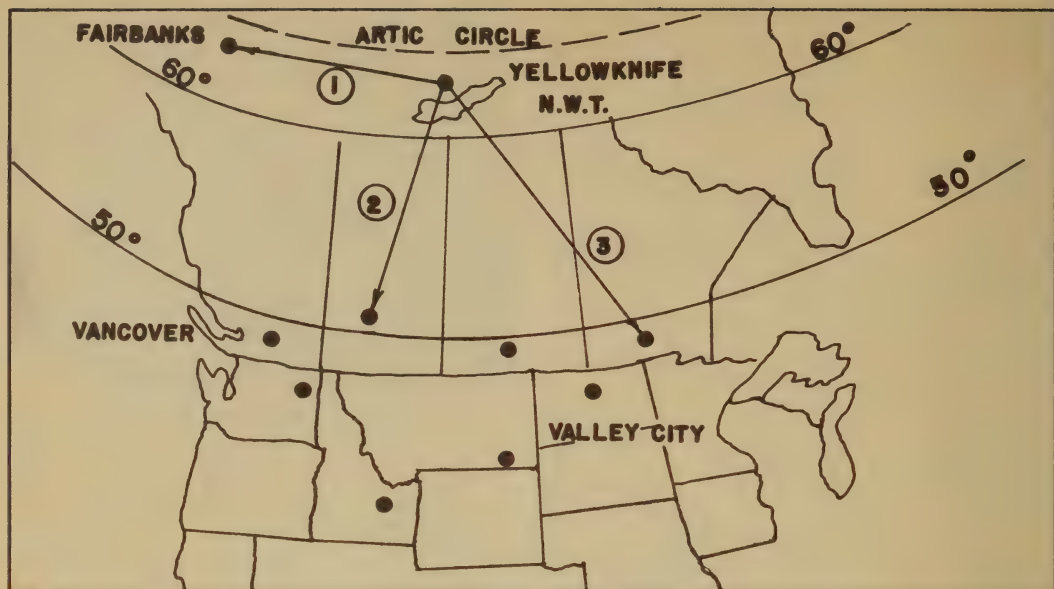 FAIRBANKS
ARTIC CIRCLE
60°
60°
1
YELLOWKNIFE
N.W.T.
50°
50°
2
3
VANCOVER
VALLEY CITY